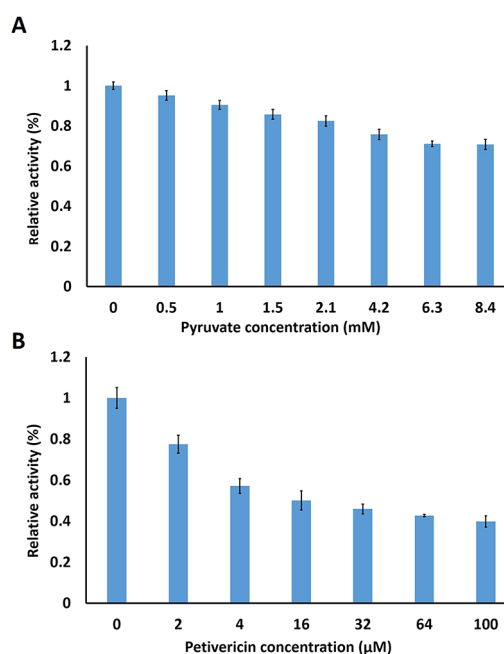 A
1.2
1
0.8
0.6
0.4
0.2
0
Relative activity (%)
0 0.5 1 1.5 2.1 4.2 6.3 8.4
Pyruvate concentration (mM)
B
1.2
1
0.8
0.6
0.4
0.2
0
Relative activity (%)
0 2 4 16 32 64 100
Petivericin concentration (μM)